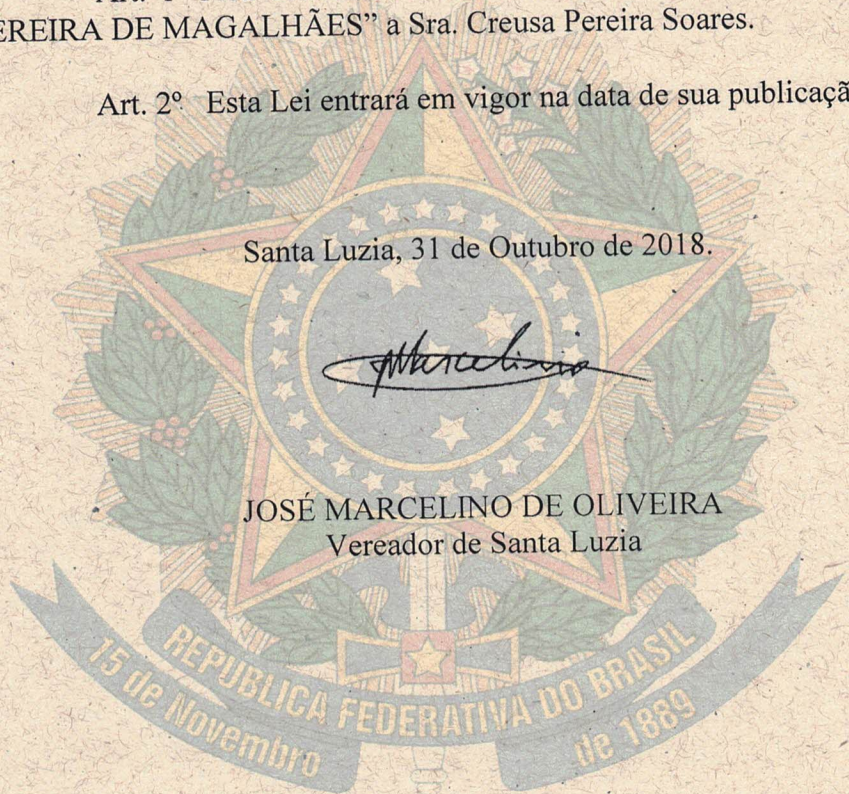 EREIRA DE MAGALHÃES” a Sra. Creusa Pereira Soares.
Art. 2º Esta Lei entrará em vigor na data de sua publicaçã
Santa Luzia, 31 de Outubro de 2018.
Marcelino
JOSÉ MARCELINO DE OLIVEIRA
Vereador de Santa Luzia
REPUBLICA FEDERATIVA DO BRASIL
15 de Novembro de 1889